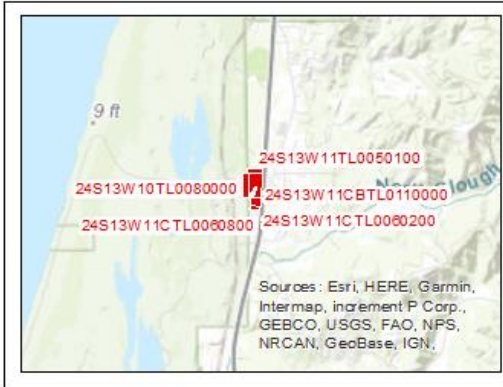 9 ft
24S13W11TL0050100
24S13W10TL0080000
24S13W11CBTL0110000
24S13W11CTL0060800
24S13W11CTL0060200
Slough
Sources: Esri, HERE, Garmin,
Intermap, increment P Corp.,
GEBCO, USGS, FAO, NPS,
NRCAN, GeoBase, IGN,